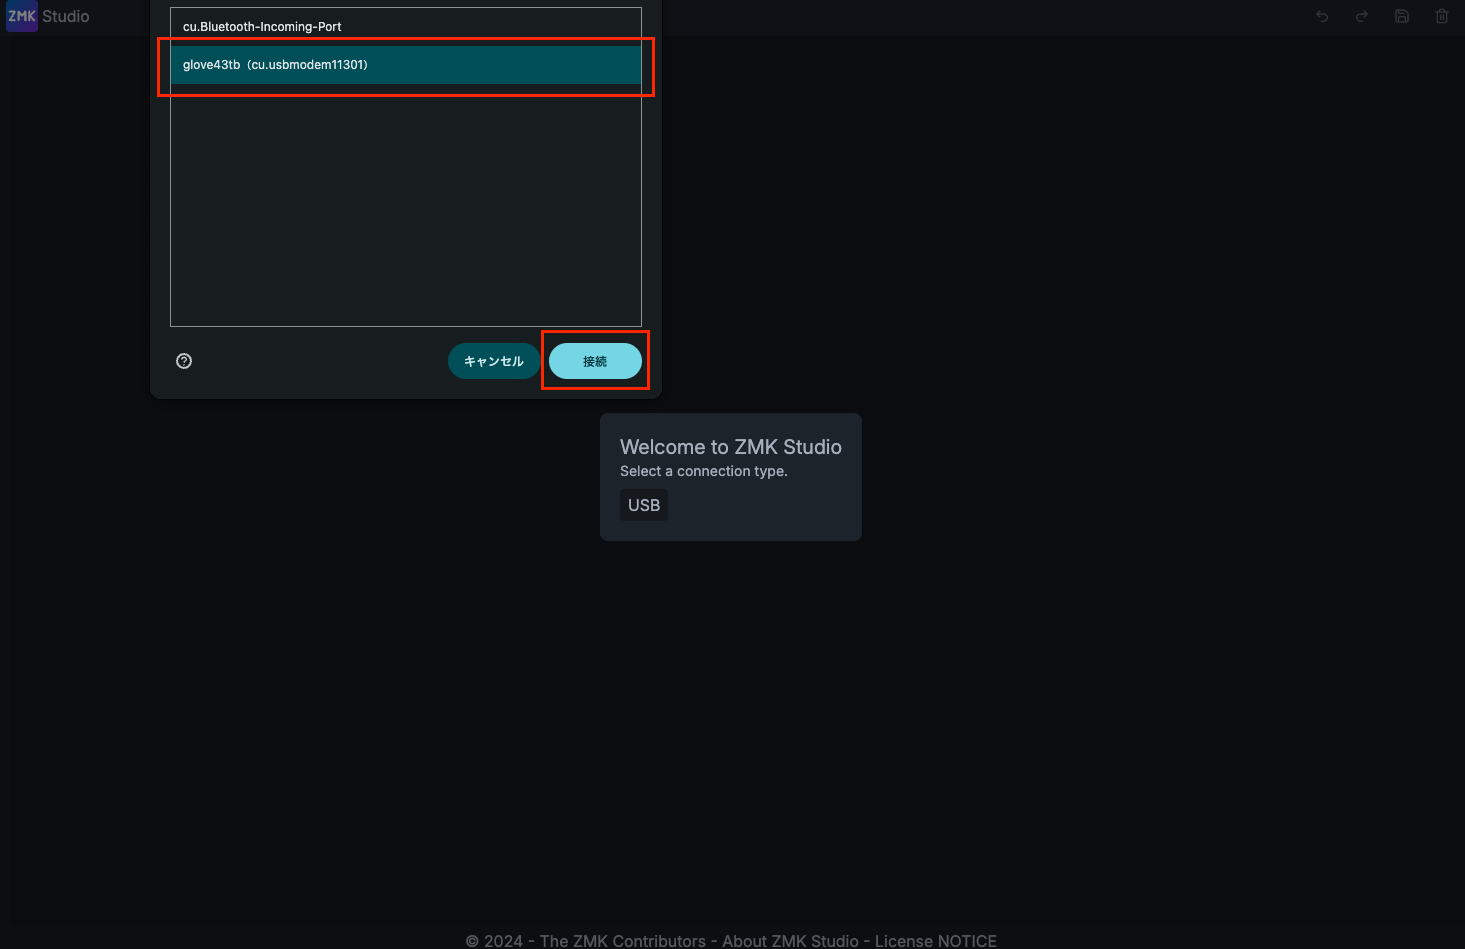 ZMK Studio
cu.Bluetooth-Incoming-Port
glove43tb（cu.usbmodem11301）
キャンセル
接続
Welcome to ZMK Studio
Select a connection type.
USB
© 2024 - The ZMK Contributors - About ZMK Studio - License NOTICE